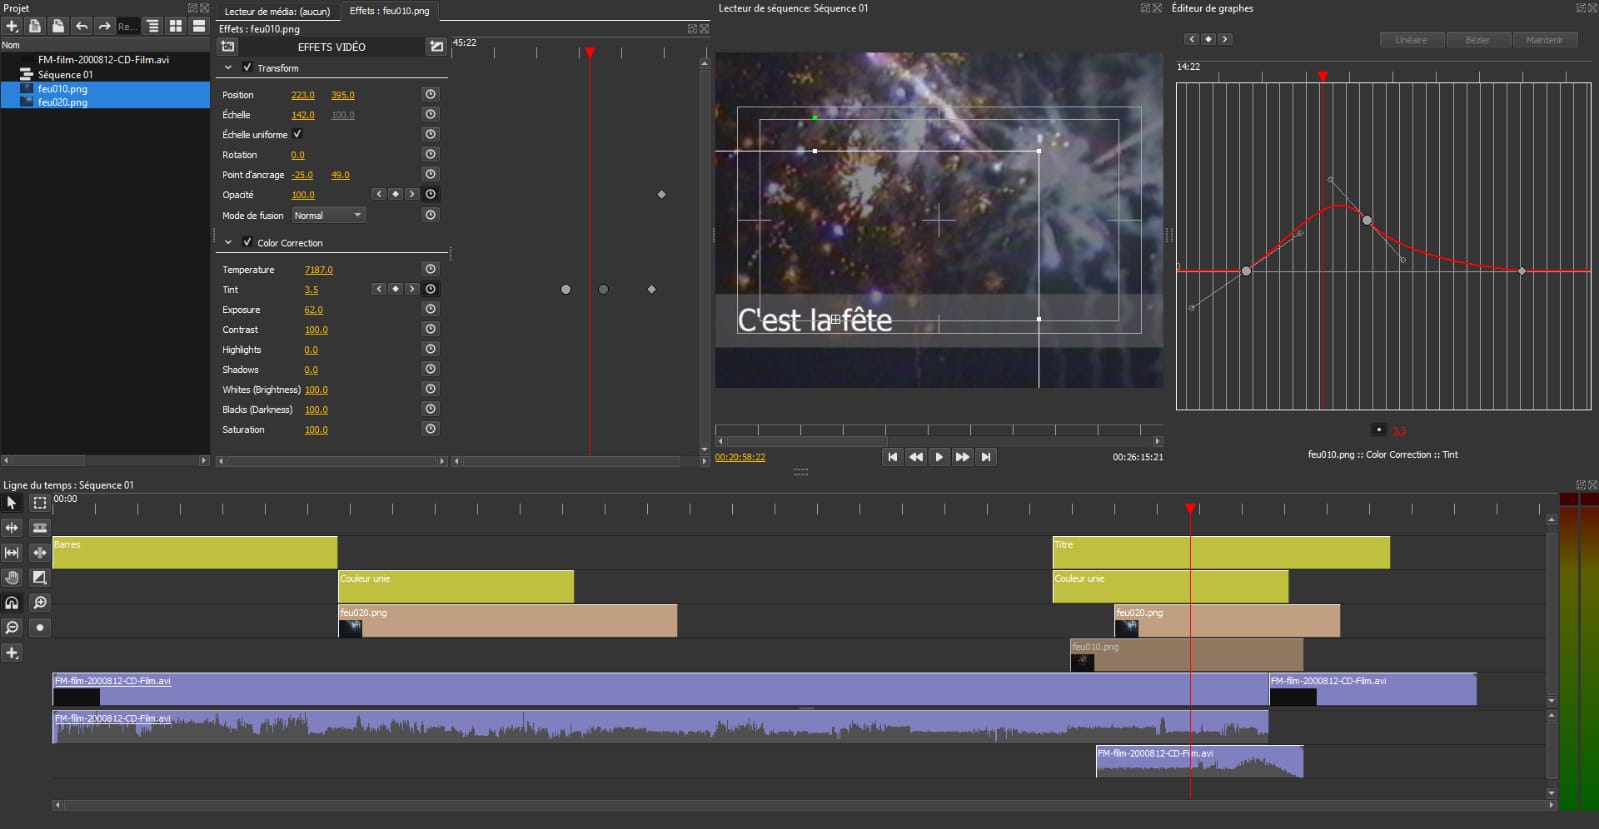 Projet
Re...
Nom
FM-film-2000812-CD-Film.avi
Séquence 01
feu010.png
feu020.png
Lecteur de média: (aucun)
Effets : feu010.png
Effets : feu010.png
EFFETS VIDÉO
45:22
Transform
Position 223.0 395.0
Échelle 142.0 100.0
Échelle uniforme
Rotation 0.0
Point d'ancrage -25.0 49.0
Opacité 100.0
Mode de fusion Normal
Color Correction
Temperature 7187.0
Tint 3.5
Exposure 62.0
Contrast 100.0
Highlights 0.0
Shadows 0.0
Whites (Brightness) 100.0
Blacks (Darkness) 100.0
Saturation 100.0
Lecteur de séquence: Séquence 01
C'est la fête
00:20:58:22
00:26:15:21
Éditeur de graphes
Linéaire Bézier Maintenir
14:22
3.5
feu010.png :: Color Correction :: Tint
Ligne du temps : Séquence 01
00:00
Barres
Titre
Couleur unie
Couleur unie
feu020.png
feu020.png
feu010.png
FM-film-2000812-CD-Film.avi
FM-film-2000812-CD-Film.avi
FM-film-2000812-CD-Film.avi
FM-film-2000812-CD-Film.avi